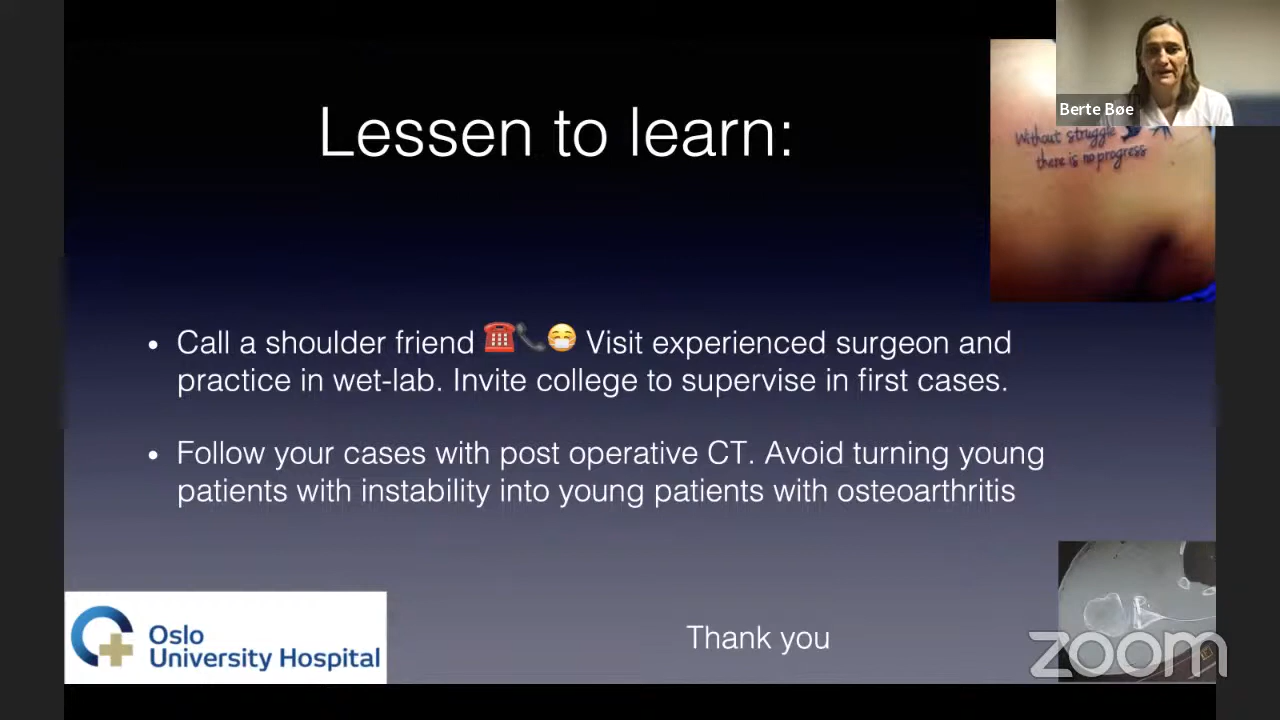 Berte Bøe
Lessen to learn:
Without struggle
there is no progress
• Call a shoulder friend ☎️📞😷 Visit experienced surgeon and
practice in wet-lab. Invite college to supervise in first cases.
• Follow your cases with post operative CT. Avoid turning young
patients with instability into young patients with osteoarthritis
Oslo
University Hospital
Thank you
zoom